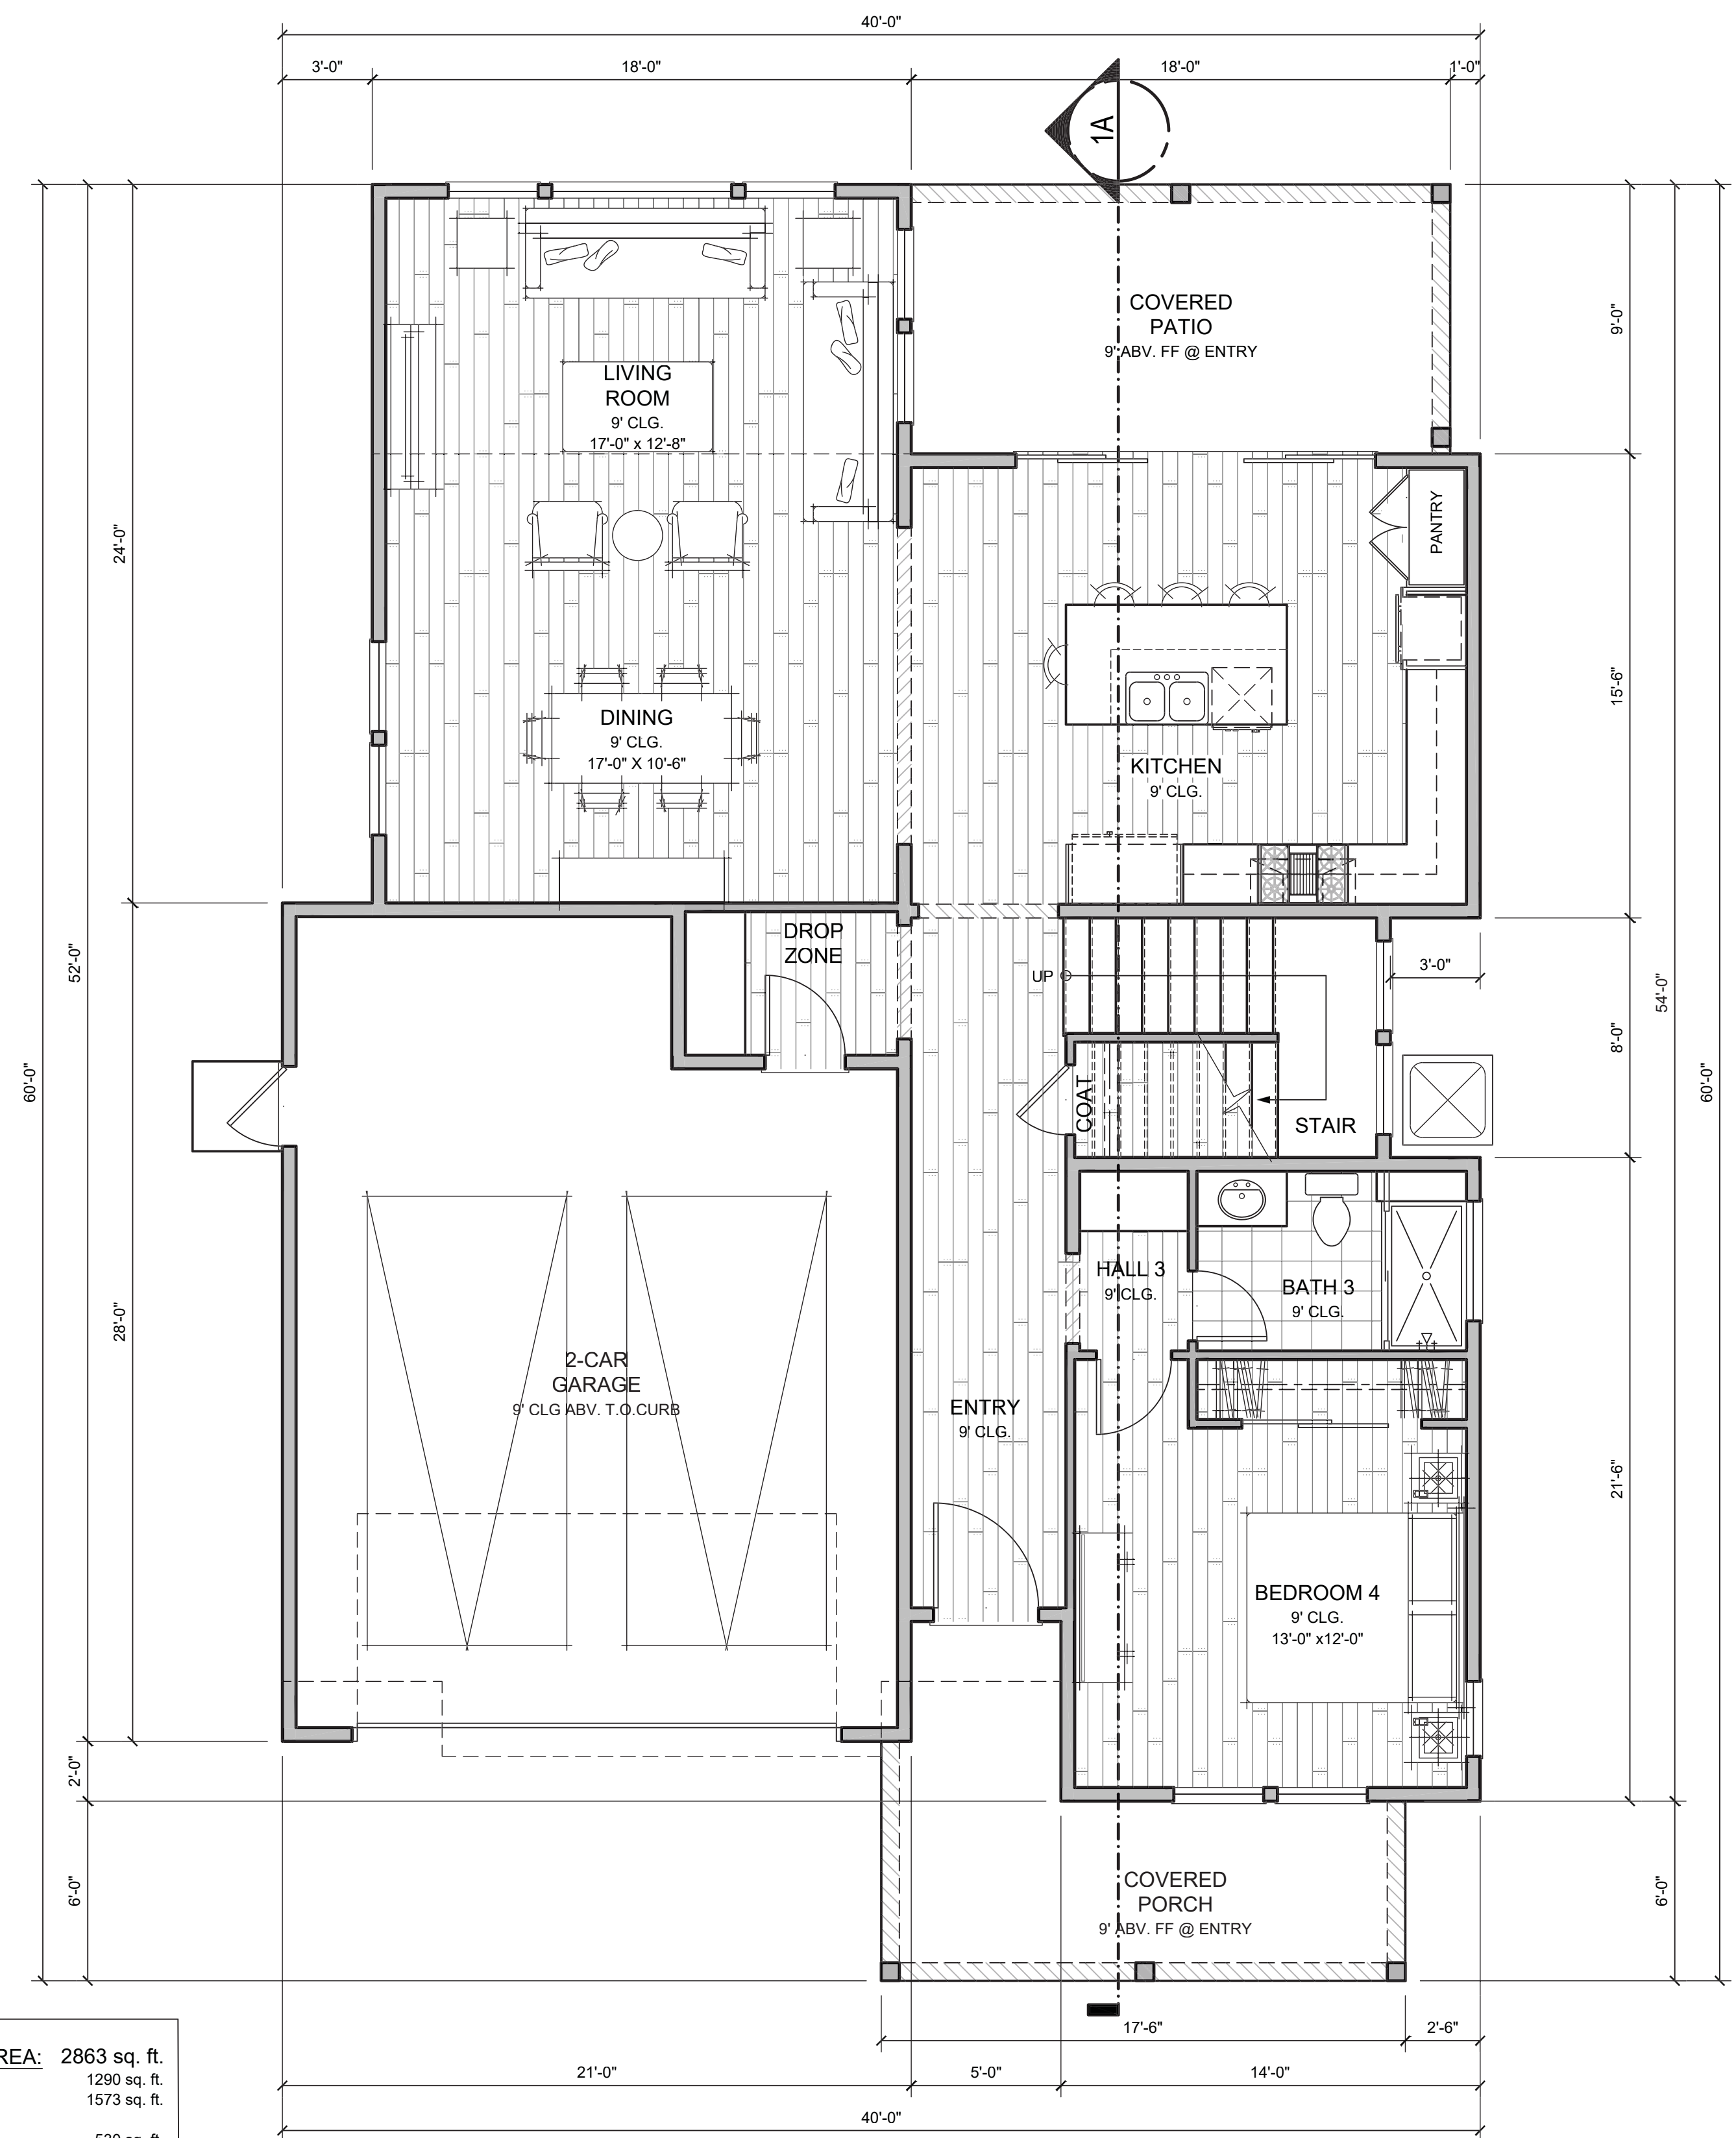 40'-0"
3'-0"
18'-0"
18'-0"
1'-0"
1A
COVERED
PATIO
9' ABV. FF @ ENTRY
9'-0"
LIVING
ROOM
9' CLG.
17'-0" x 12'-8"
PANTRY
24'-0"
15'-6"
DINING
9' CLG.
17'-0" X 10'-6"
KITCHEN
9' CLG.
DROP
ZONE
UP
3'-0"
52'-0"
54'-0"
8'-0"
60'-0"
60'-0"
COAT
STAIR
HALL 3
9' CLG.
BATH 3
9' CLG.
28'-0"
2-CAR
GARAGE
9' CLG ABV. T.O.CURB
ENTRY
9' CLG.
21'-6"
BEDROOM 4
9' CLG.
13'-0" x12'-0"
2'-0"
6'-0"
COVERED
PORCH
9' ABV. FF @ ENTRY
6'-0"
17'-6"
2'-6"
REA: 2863 sq. ft.
1290 sq. ft.
1573 sq. ft.
21'-0"
5'-0"
14'-0"
40'-0"